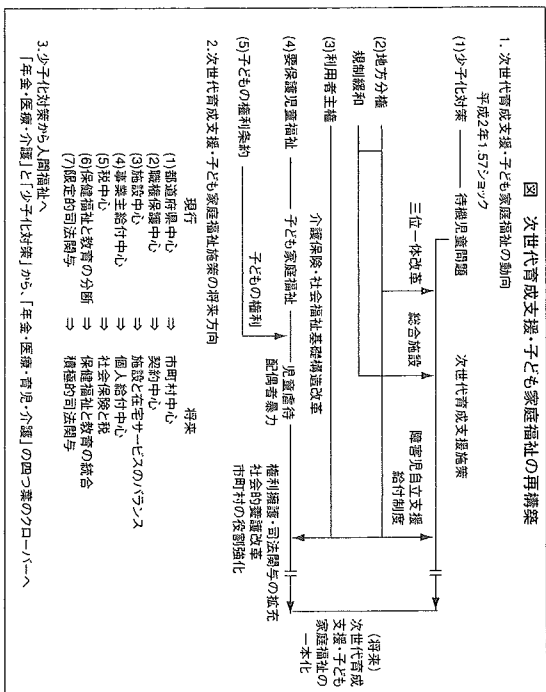 図 次世代育成支援・子ども家庭福祉の再構築
1. 次世代育成支援・子ども家庭福祉の動向
平成2年1.57ショック
(1)少子化対策
待機児童問題
次世代育成支援施策
三位一体改革
総合施設
障害児自立支援
給付制度
(2)地方分権
規制緩和
(3)利用者主権
介護保険・社会福祉基礎構造改革
(4)要保護児童福祉
子ども家庭福祉
児童虐待
配偶者暴力
子どもの権利
(5)子どもの権利条約
権利擁護・司法関与の拡充
社会的養護改革
市町村の役割強化
(将来)
次世代育成
支援・子ども
家庭福祉の
一本化
2.次世代育成支援・子ども家庭福祉施策の将来方向
現行 将来
(1)都道府県中心 ⇒ 市町村中心
(2)職権保護中心 ⇒ 契約中心
(3)施設中心 ⇒ 施設と在宅サービスのバランス
(4)事業主給付中心 ⇒ 個人給付中心
(5)税中心 ⇒ 社会保険と税
(6)保健福祉と教育の分断 ⇒ 保健福祉と教育の統合
(7)限定的司法関与 ⇒ 積極的司法関与
3.少子化対策から人間福祉へ
「年金・医療・介護」と「少子化対策」から、「年金・医療・育児・介護」の四つ葉のクローバーへ